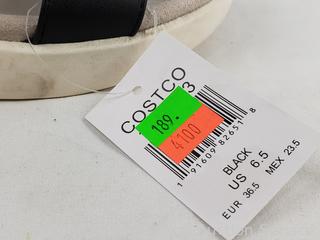 COSTCO
3
189.
4100
1 91609 82651 8
BLACK
US 6.5
EUR 36.5 MEX 23.5